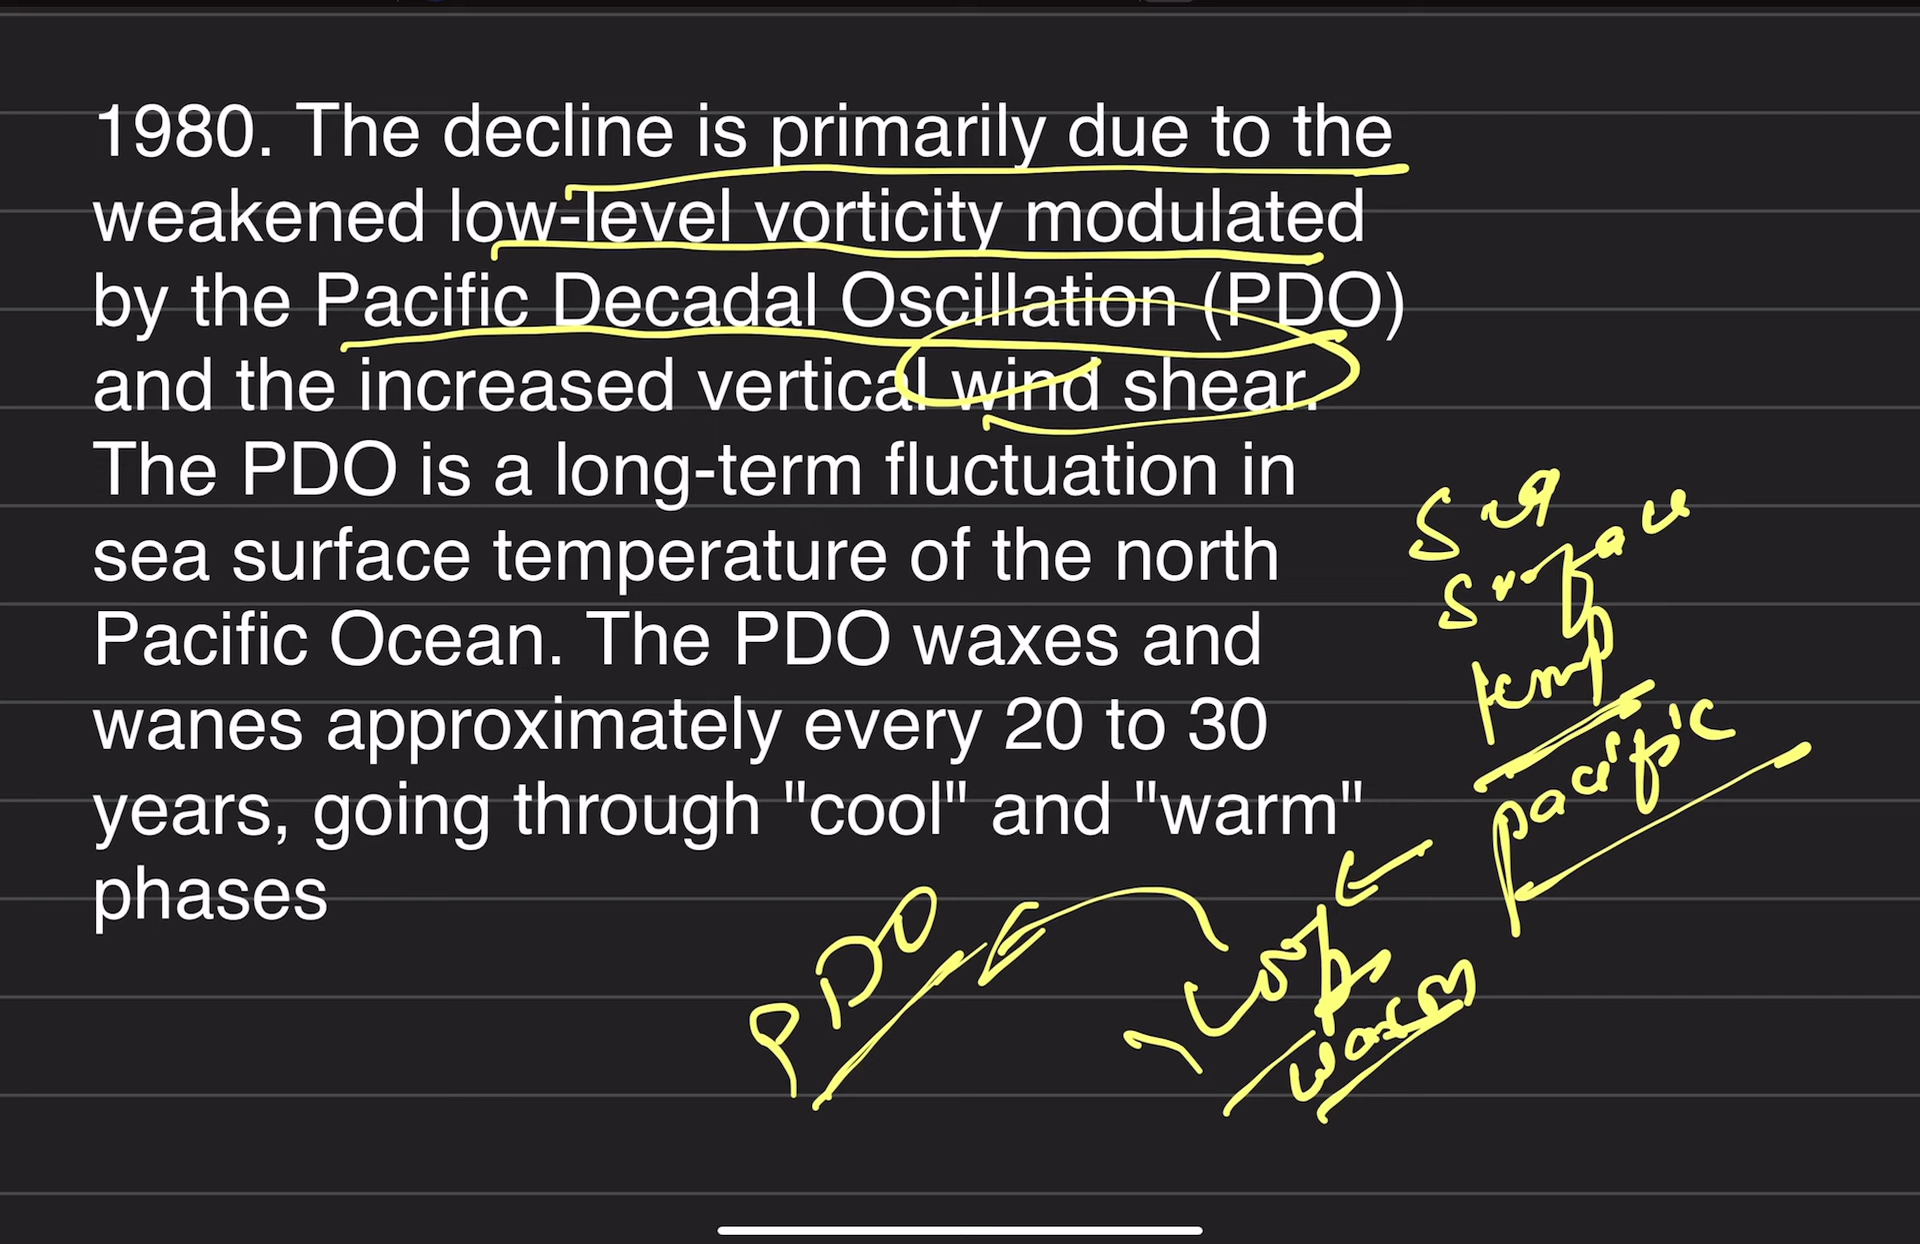 1980. The decline is primarily due to the
weakened low-level vorticity modulated
by the Pacific Decadal Oscillation (PDO)
and the increased vertical wind shear.
The PDO is a long-term fluctuation in
sea surface temperature of the north
Pacific Ocean. The PDO waxes and
wanes approximately every 20 to 30
years, going through "cool" and "warm"
phases
Surface
temp
pacific
PDO
warm